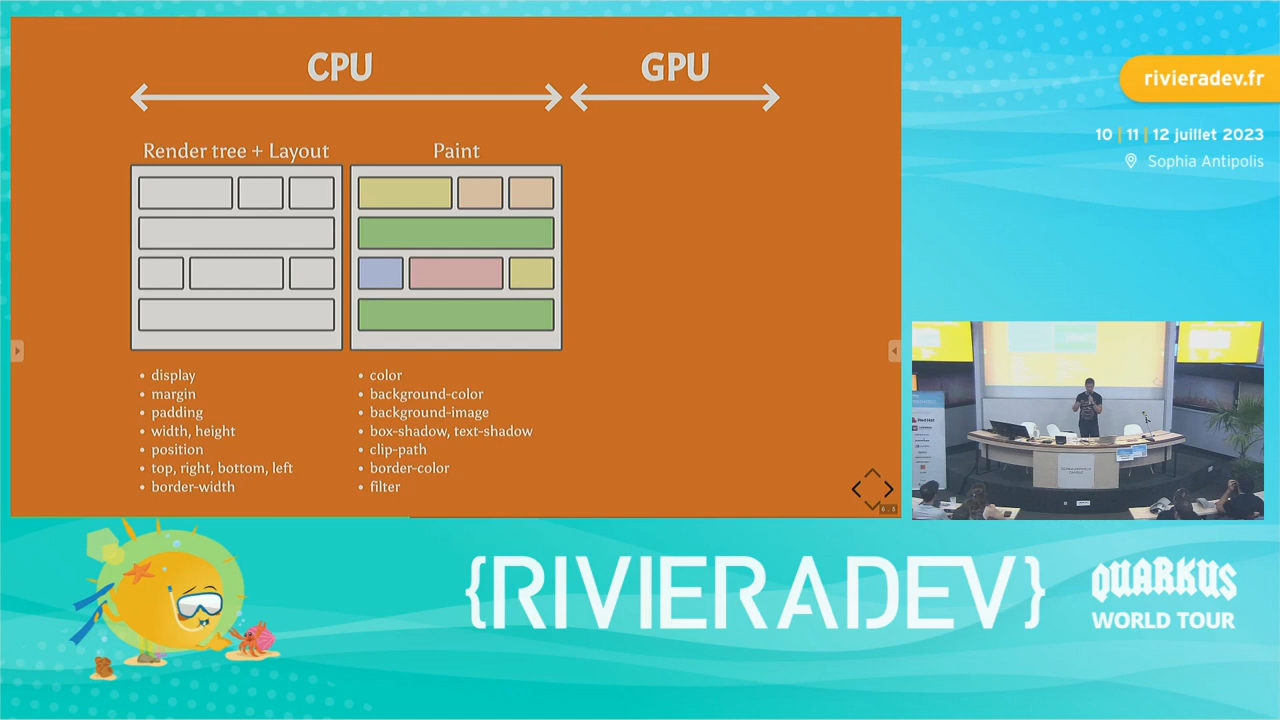 CPU
GPU
Render tree + Layout
Paint
• display
• margin
• padding
• width, height
• position
• top, right, bottom, left
• border-width
• color
• background-color
• background-image
• box-shadow, text-shadow
• clip-path
• border-color
• filter
rivieradev.fr
10 | 11 | 12 juillet 2023
Sophia Antipolis
Red Hat
{RIVIERADEV}
QUARKUS
WORLD TOUR